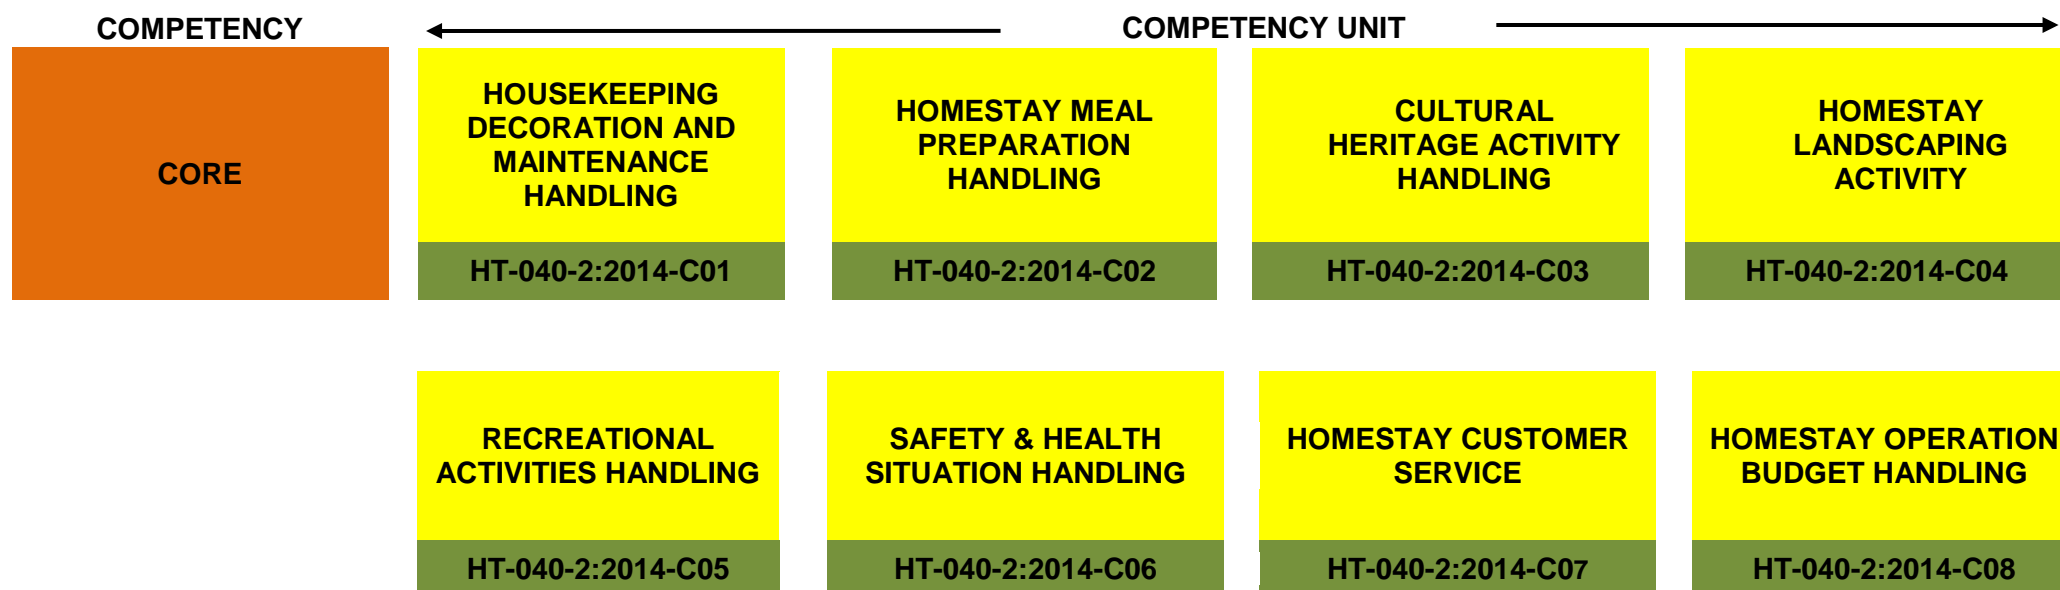 COMPETENCY
COMPETENCY UNIT
CORE
HOUSEKEEPING
DECORATION AND
MAINTENANCE
HANDLING
HT-040-2:2014-C01
HOMESTAY MEAL
PREPARATION
HANDLING
HT-040-2:2014-C02
CULTURAL
HERITAGE ACTIVITY
HANDLING
HT-040-2:2014-C03
HOMESTAY
LANDSCAPING
ACTIVITY
HT-040-2:2014-C04
RECREATIONAL
ACTIVITIES HANDLING
HT-040-2:2014-C05
SAFETY & HEALTH
SITUATION HANDLING
HT-040-2:2014-C06
HOMESTAY CUSTOMER
SERVICE
HT-040-2:2014-C07
HOMESTAY OPERATION
BUDGET HANDLING
HT-040-2:2014-C08